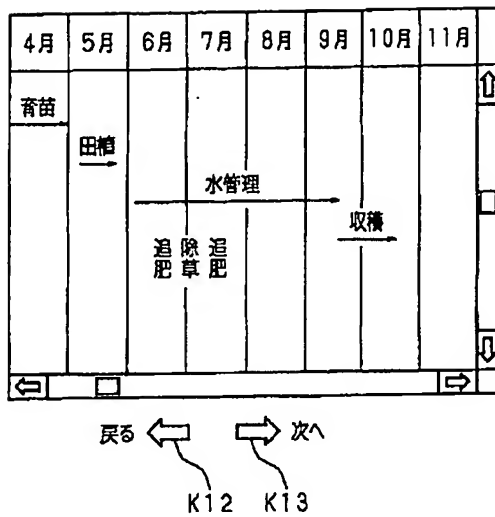 4月 5月 6月 7月 8月 9月 10月 11月
育苗
田植
水管理
収穫
追肥 除草 追肥
戻る 次へ
K12 K13